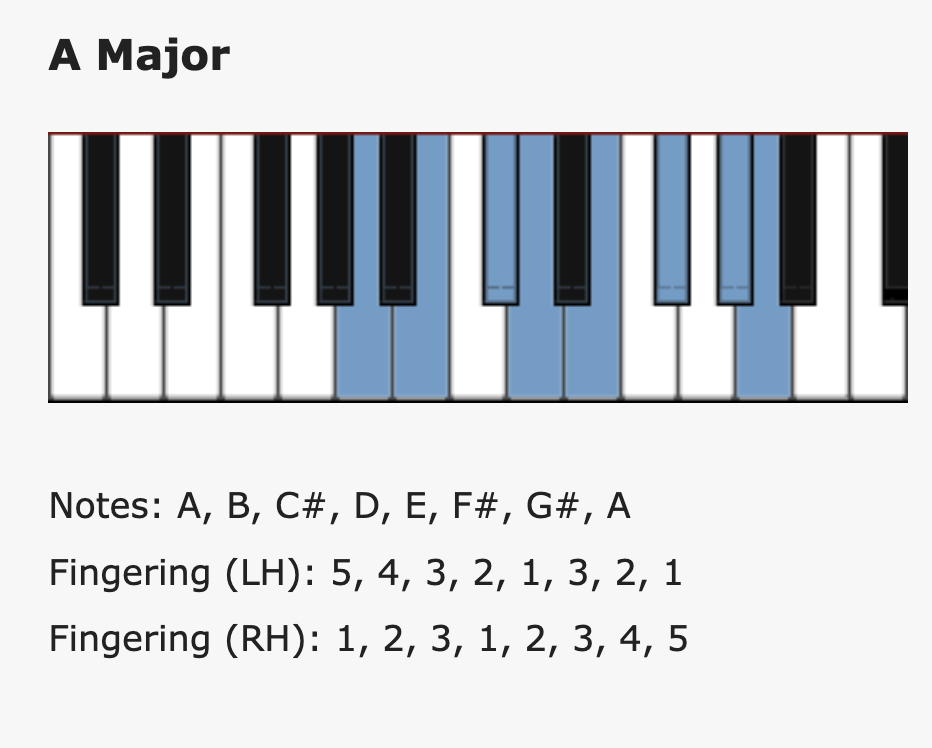 A Major
Notes: A, B, C#, D, E, F#, G#, A
Fingering (LH): 5, 4, 3, 2, 1, 3, 2, 1
Fingering (RH): 1, 2, 3, 1, 2, 3, 4, 5